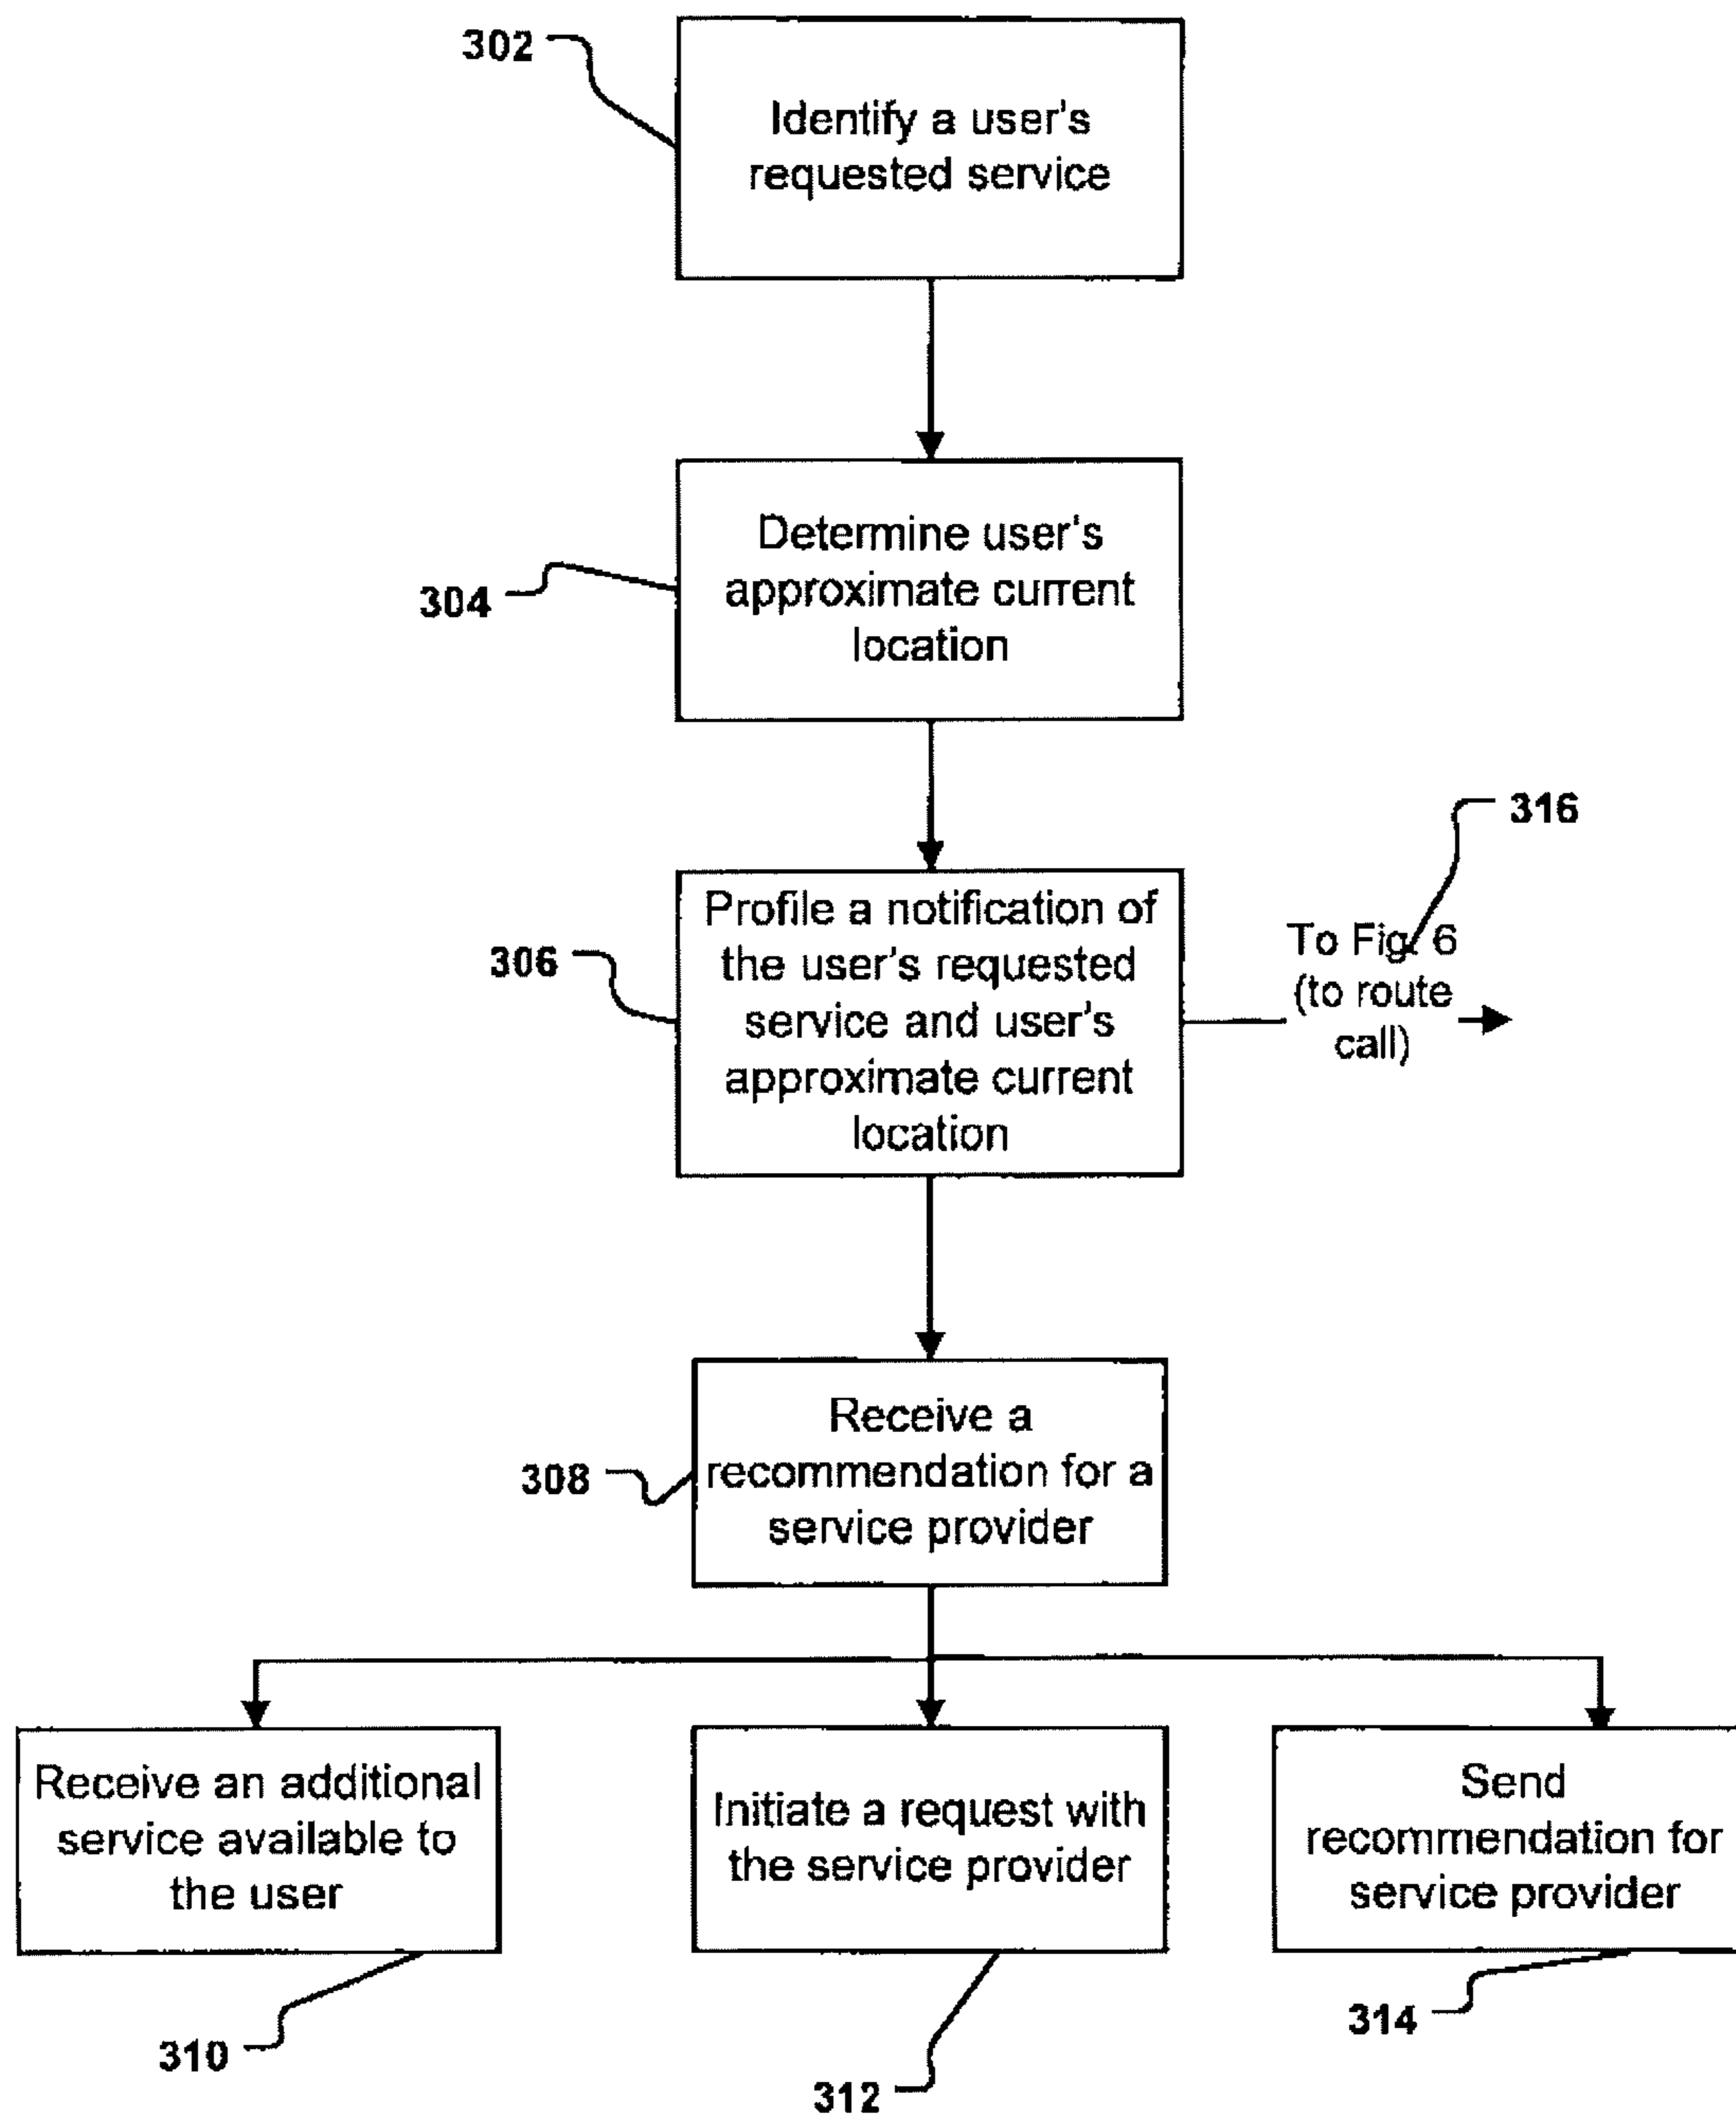 302
Identify a user's
requested service
Determine user's
approximate current
location
304
316
Profile a notification of
the user's requested
service and user's
approximate current
location
306
To Fig. 6
(to route
call)
Receive a
recommendation for a
service provider
308
Receive an additional
service available to
the user
Initiate a request with
the service provider
Send
recommendation for
service provider
310
312
314